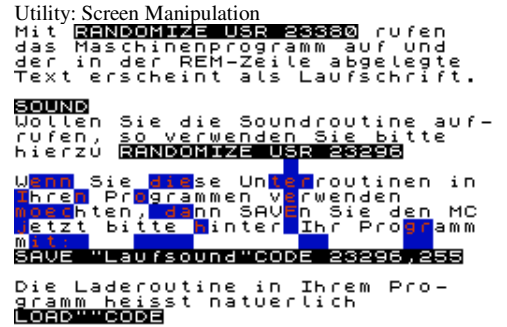 Utility: Screen Manipulation
Mit RANDOMIZE USR 23380 rufen
das Maschinenprogramm auf und
der in der REM-Zeile abgelegte
Text erscheint als Laufschrift.
SOUND
Wollen Sie die Soundroutine auf-
rufen, so verwenden Sie bitte
hierzu RANDOMIZE USR 23296
Wenn Sie diese Unterroutinen in
Ihren Programmen verwenden
moechten, dann SAVEn Sie den MC
jetzt bitte hinter Ihr Programm
mit:
SAVE "Laufsound"CODE 23296,255
Die Laderoutine in Ihrem Pro-
gramm heisst natuerlich
LOAD""CODE